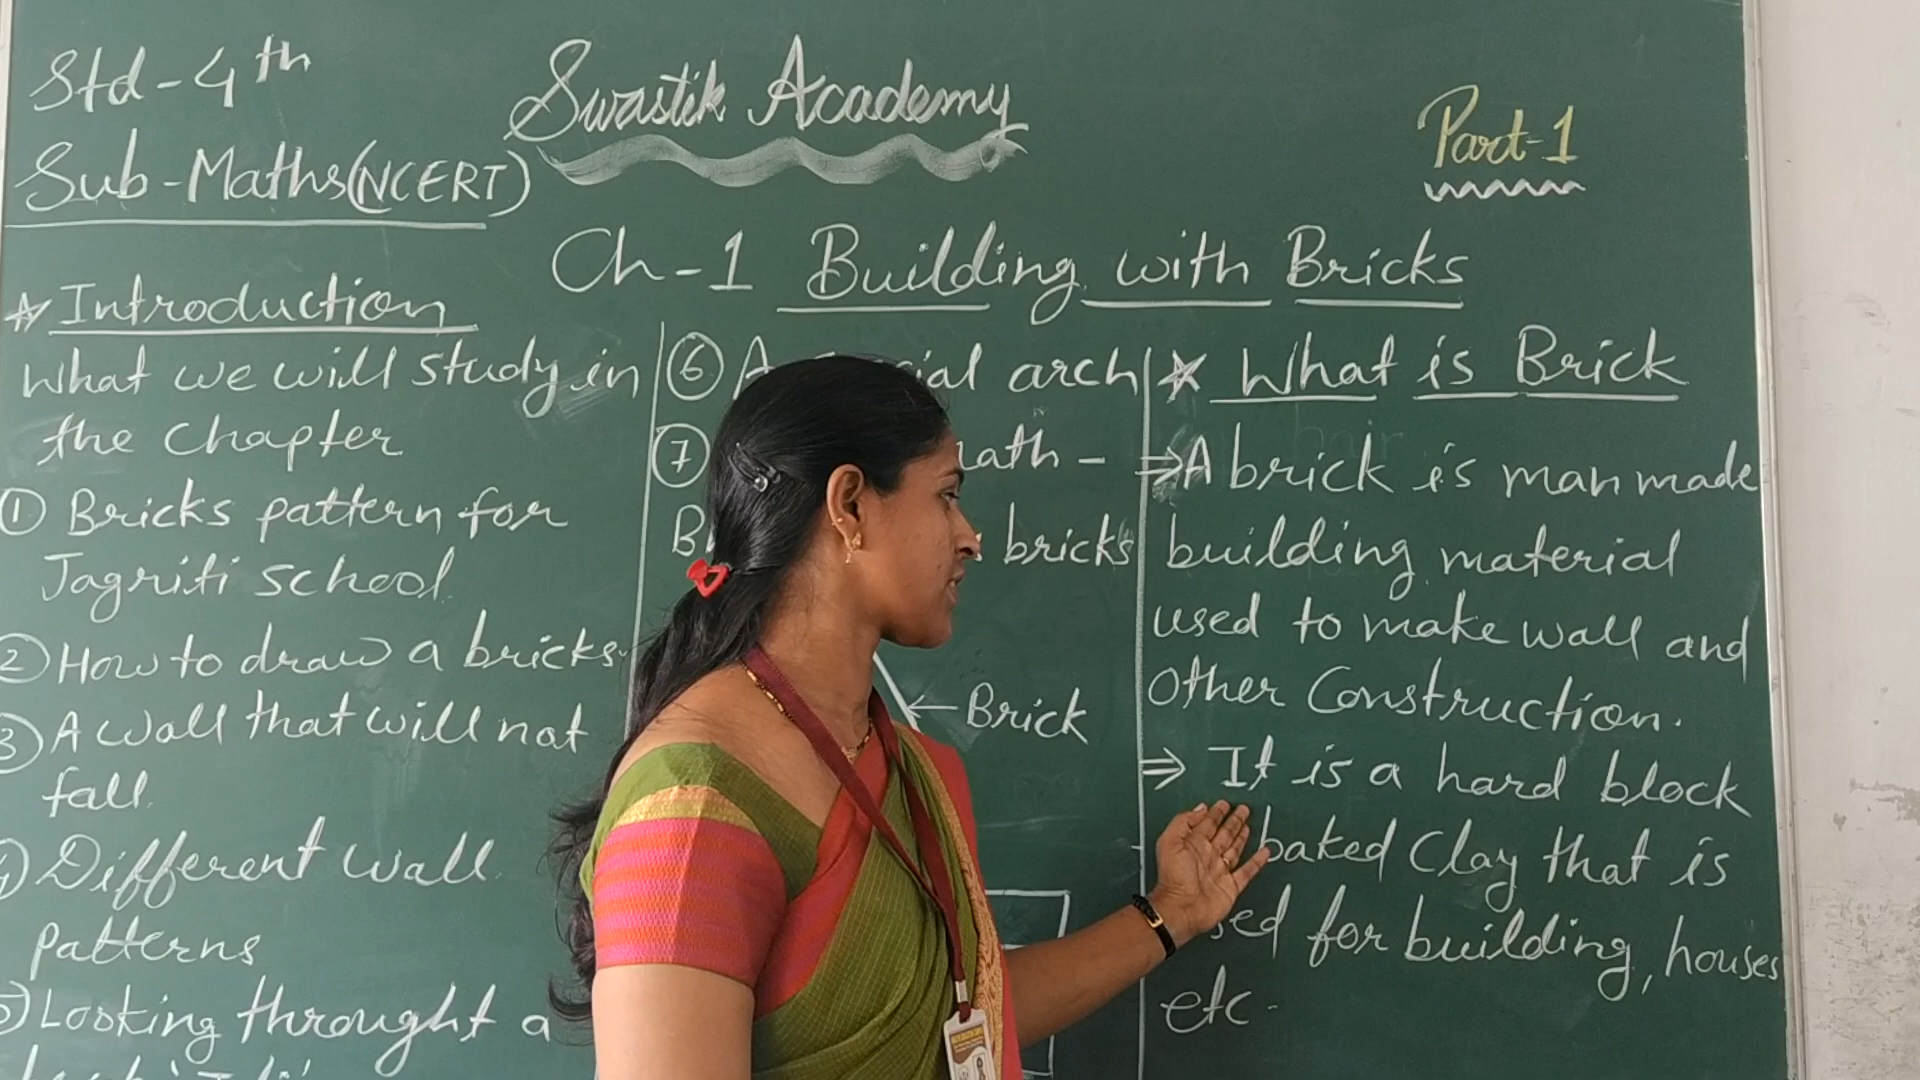 Std-4th
Sub-Maths(NCERT)
Swastik Academy
Part-1
Ch-1 Building with Bricks
Introduction
What we will study in
the Chapter
① Bricks pattern for
Jagriti school.
② How to draw a bricks.
③ A wall that will not
fall.
④ Different wall
patterns
⑤ Looking throught a
⑥ A arch
⑦
bricks
← Brick
What is Brick
⇒ A brick is man made
building material
used to make wall and
other Construction.
⇒ It is a hard block
baked Clay that is
for building, houses
etc.